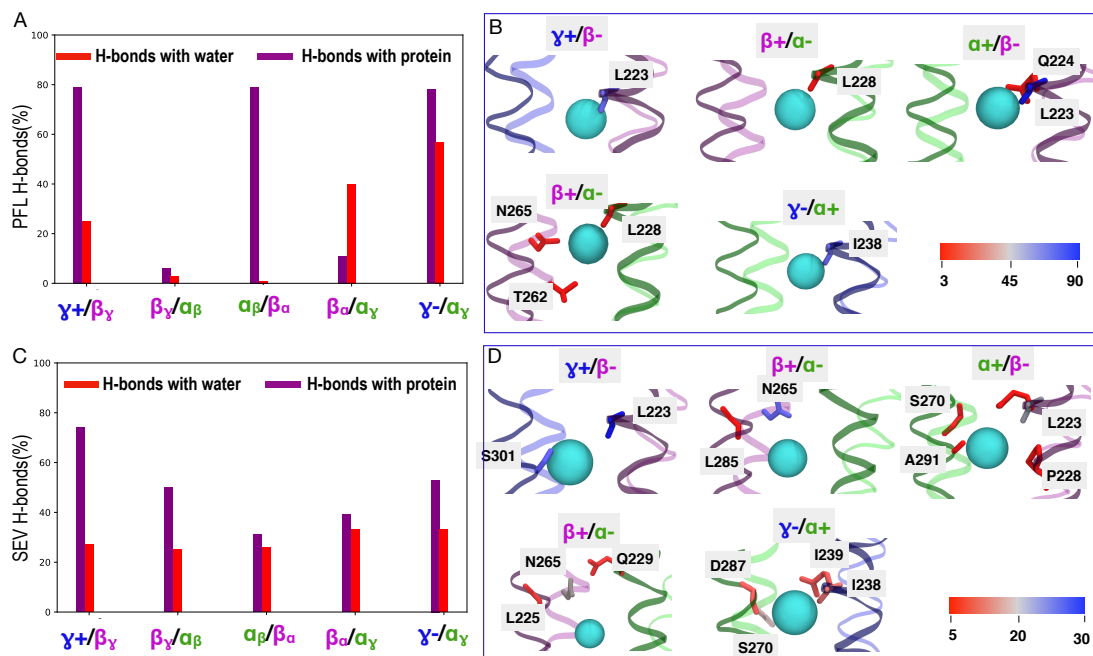 A
H-bonds with water H-bonds with protein
100
80
60
40
20
0
PFL H-bonds(%)
γ+/βγ βγ/αβ αβ/βα βα/αγ γ-/αγ
B
γ+/β- β+/α- α+/β-
L223 L228 Q224
L223
β+/α- γ-/α+
N265 L228 I238
T262
3 45 90
C
H-bonds with water H-bonds with protein
100
80
60
40
20
0
SEV H-bonds(%)
γ+/βγ βγ/αβ αβ/βα βα/αγ γ-/αγ
D
γ+/β- β+/α- α+/β-
L223 N265 S270
S301 L285 A291 L223
P228
β+/α- γ-/α+
N265 Q229 D287 I239
L225 I238
S270
5 20 30